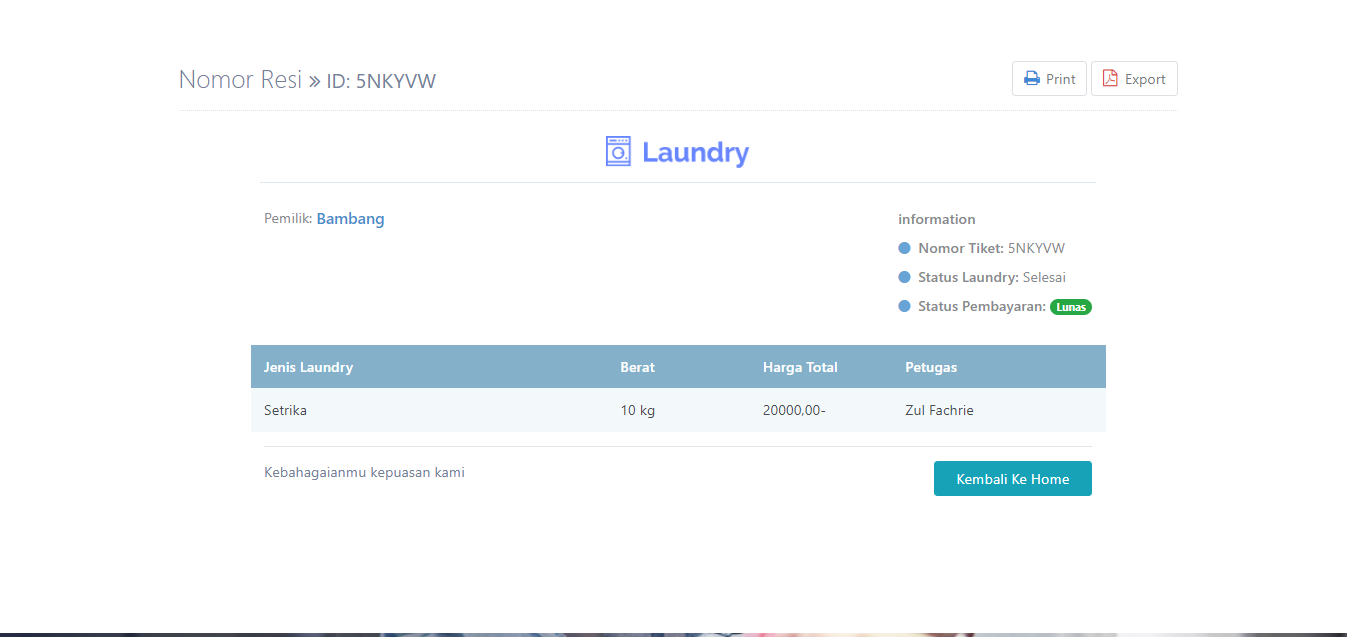 Nomor Resi » ID: 5NKYVW
Print
Export
Laundry
Pemilik: Bambang
information
Nomor Tiket: 5NKYVW
Status Laundry: Selesai
Status Pembayaran: Lunas
Jenis Laundry Berat Harga Total Petugas
Setrika 10 kg 20000,00- Zul Fachrie
Kebahagaianmu kepuasan kami
Kembali Ke Home